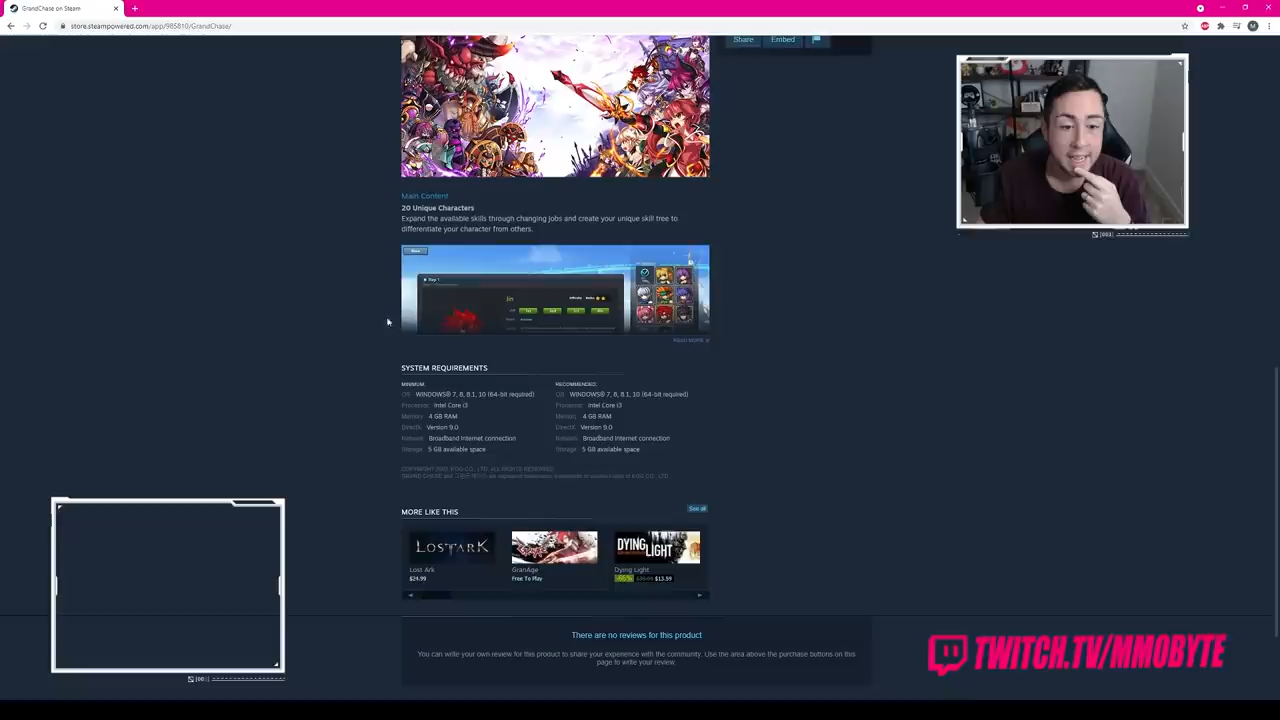 GrandChase on Steam
store.steampowered.com/app/985810/GrandChase/
Share Embed
Main Content
20 Unique Characters
Expand the available skills through changing jobs and create your unique skill tree to
differentiate your character from others.
Jin
READ MORE
SYSTEM REQUIREMENTS
MINIMUM:
OS: WINDOWS® 7, 8, 8.1, 10 (64-bit required)
Processor: Intel Core i3
Memory: 4 GB RAM
DirectX: Version 9.0
Network: Broadband Internet connection
Storage: 5 GB available space
RECOMMENDED:
OS: WINDOWS® 7, 8, 8.1, 10 (64-bit required)
Processor: Intel Core i3
Memory: 4 GB RAM
DirectX: Version 9.0
Network: Broadband Internet connection
Storage: 5 GB available space
MORE LIKE THIS
See all
LOST ARK
DYING LIGHT
Lost Ark
$24.99
GranAge
Free To Play
Dying Light
-66% $13.59
There are no reviews for this product
You can write your own review for this product to share your experience with the community. Use the area above the purchase buttons on this
page to write your review.
TWITCH.TV/MMOBYTE